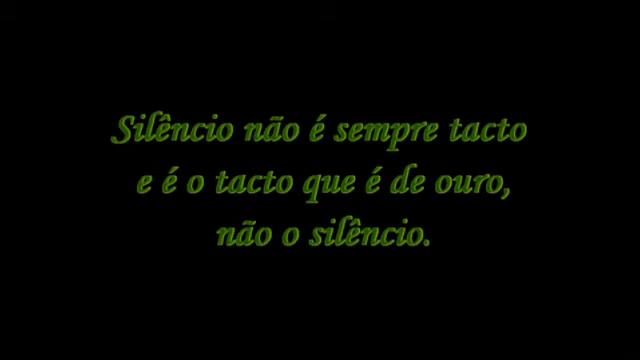 Silêncio não é sempre tacto
e é o tacto que é de ouro,
não o silêncio.